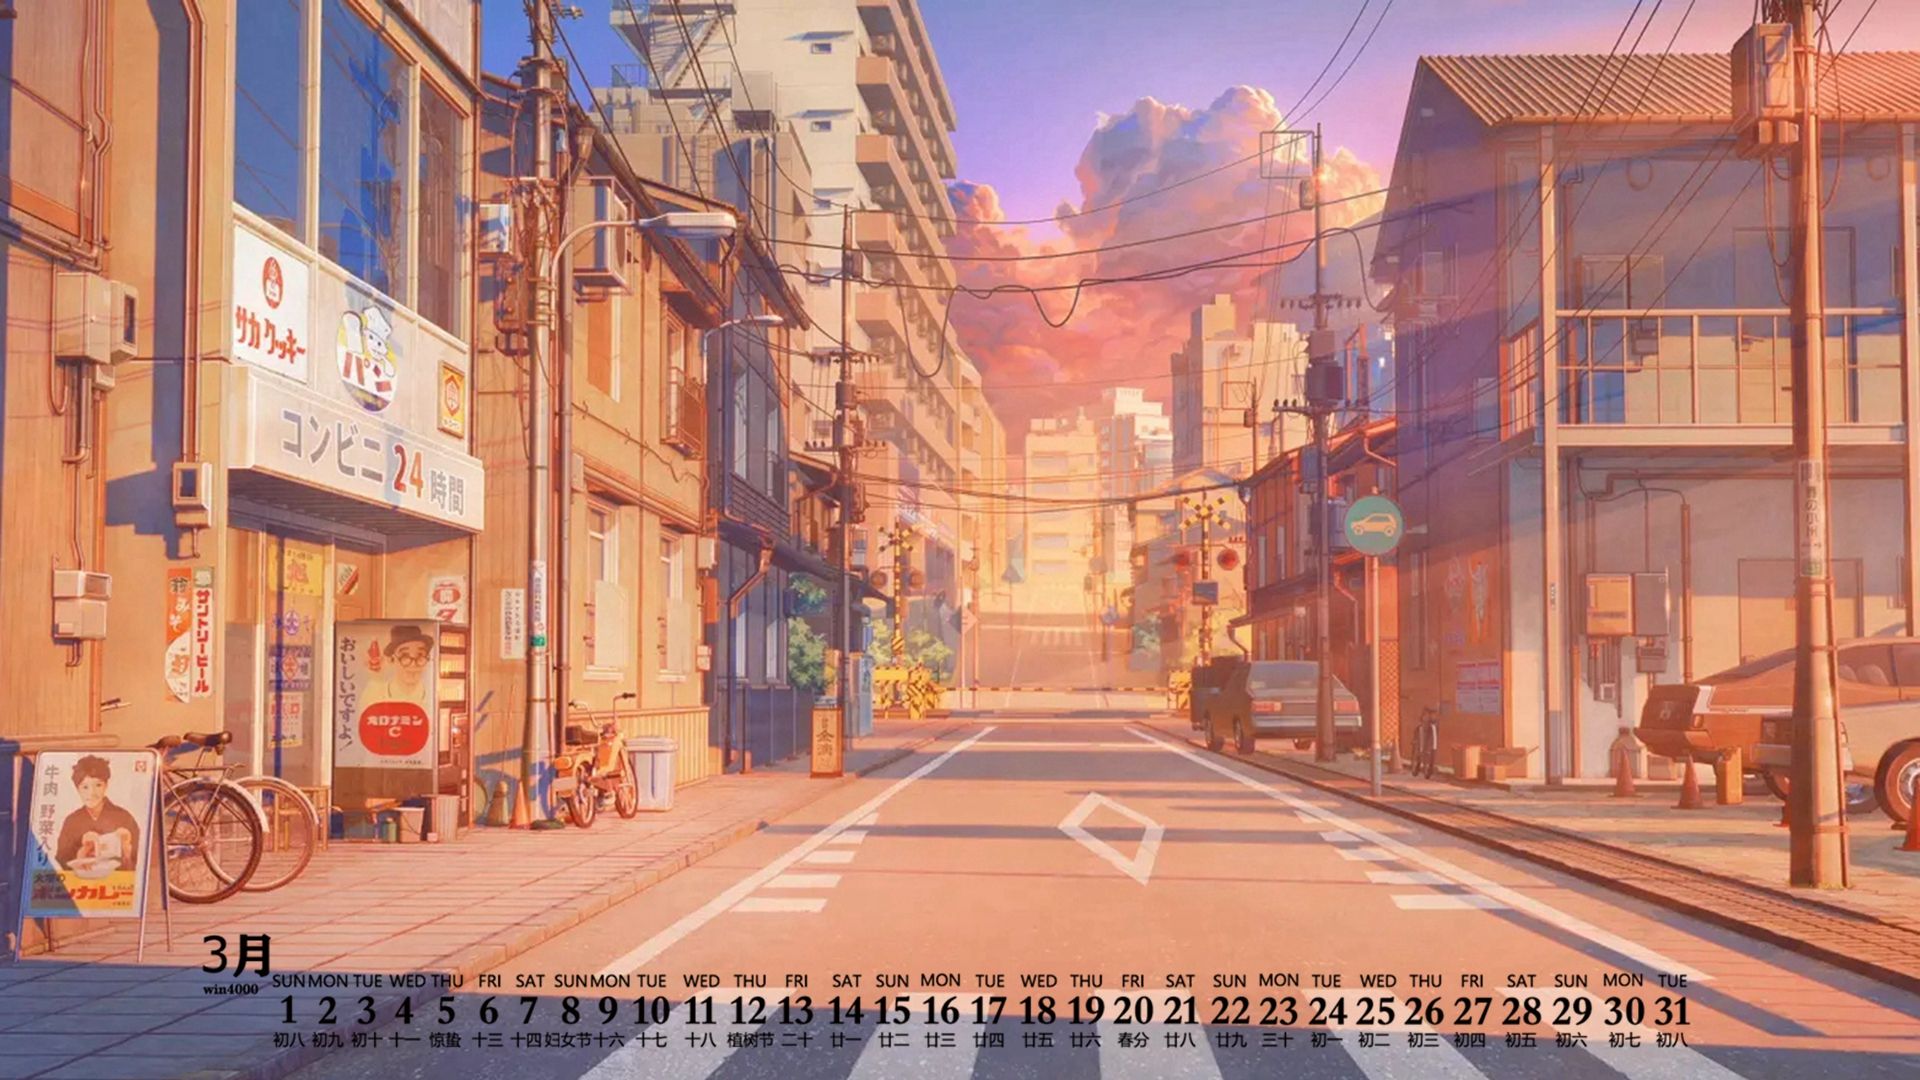 サカクッキー
パン
コンビニ24時間
サントリービール
おいしいですよ!
オロナミン
C
牛肉 野菜入り
大塚の
ボンカレー
3月
win4000
SUN MON TUE WED THU FRI SAT SUN MON TUE WED THU FRI SAT SUN MON TUE WED THU FRI SAT SUN MON TUE WED THU FRI SAT SUN MON TUE
1 2 3 4 5 6 7 8 9 10 11 12 13 14 15 16 17 18 19 20 21 22 23 24 25 26 27 28 29 30 31
初八 初九 初十 十一 惊蛰 十三 十四 妇女节 十六 十七 十八 植树节 二十 廿一 廿二 廿三 廿四 廿五 廿六 春分 廿八 廿九 三十 初一 初二 初三 初四 初五 初六 初七 初八